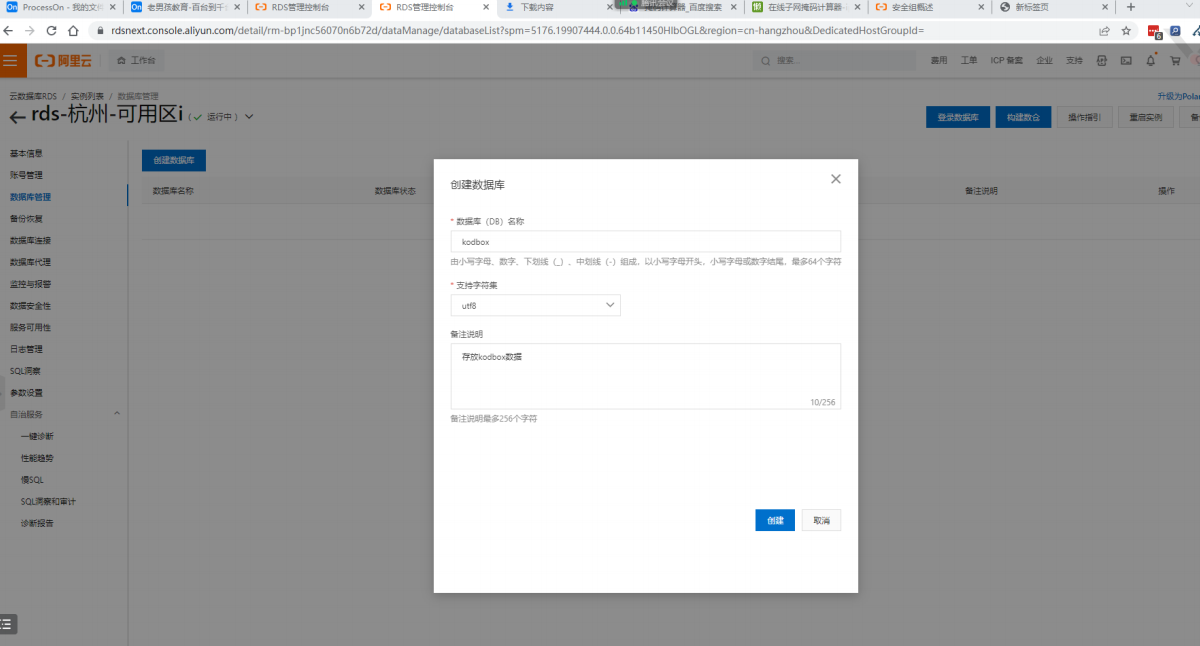 ProcessOn - 我的文件
老男孩教育-百台到千
RDS管理控制台
RDS管理控制台
下载内容
腾讯会议
掩码计算器_百度搜索
在线子网掩码计算器
安全组概述
新标签页
rdsnext.console.aliyun.com/detail/rm-bp1jnc56070n6b72d/dataManage/databaseList?spm=5176.19907444.0.0.64b11450HIbOGL&region=cn-hangzhou&DedicatedHostGroupId=
阿里云
工作台
搜索...
费用 工单 ICP 备案 企业 支持
云数据库RDS / 实例列表 / 数据库管理
升级为Polar
rds-杭州-可用区i ( 运行中 )
登录数据库 构建数仓 操作指引 重启实例 备
基本信息
账号管理
数据库管理
备份恢复
数据库连接
数据库代理
监控与报警
数据安全性
服务可用性
日志管理
SQL洞察
参数设置
自治服务
一键诊断
性能趋势
慢SQL
SQL洞察和审计
诊断报告
创建数据库
数据库名称 数据库状态 备注说明 操作
创建数据库
* 数据库（DB）名称
kodbox
由小写字母、数字、下划线（_）、中划线（-）组成，以小写字母开头，小写字母或数字结尾，最多64个字符
* 支持字符集
utf8
备注说明
存放kodbox数据
10/256
备注说明最多256个字符
创建 取消